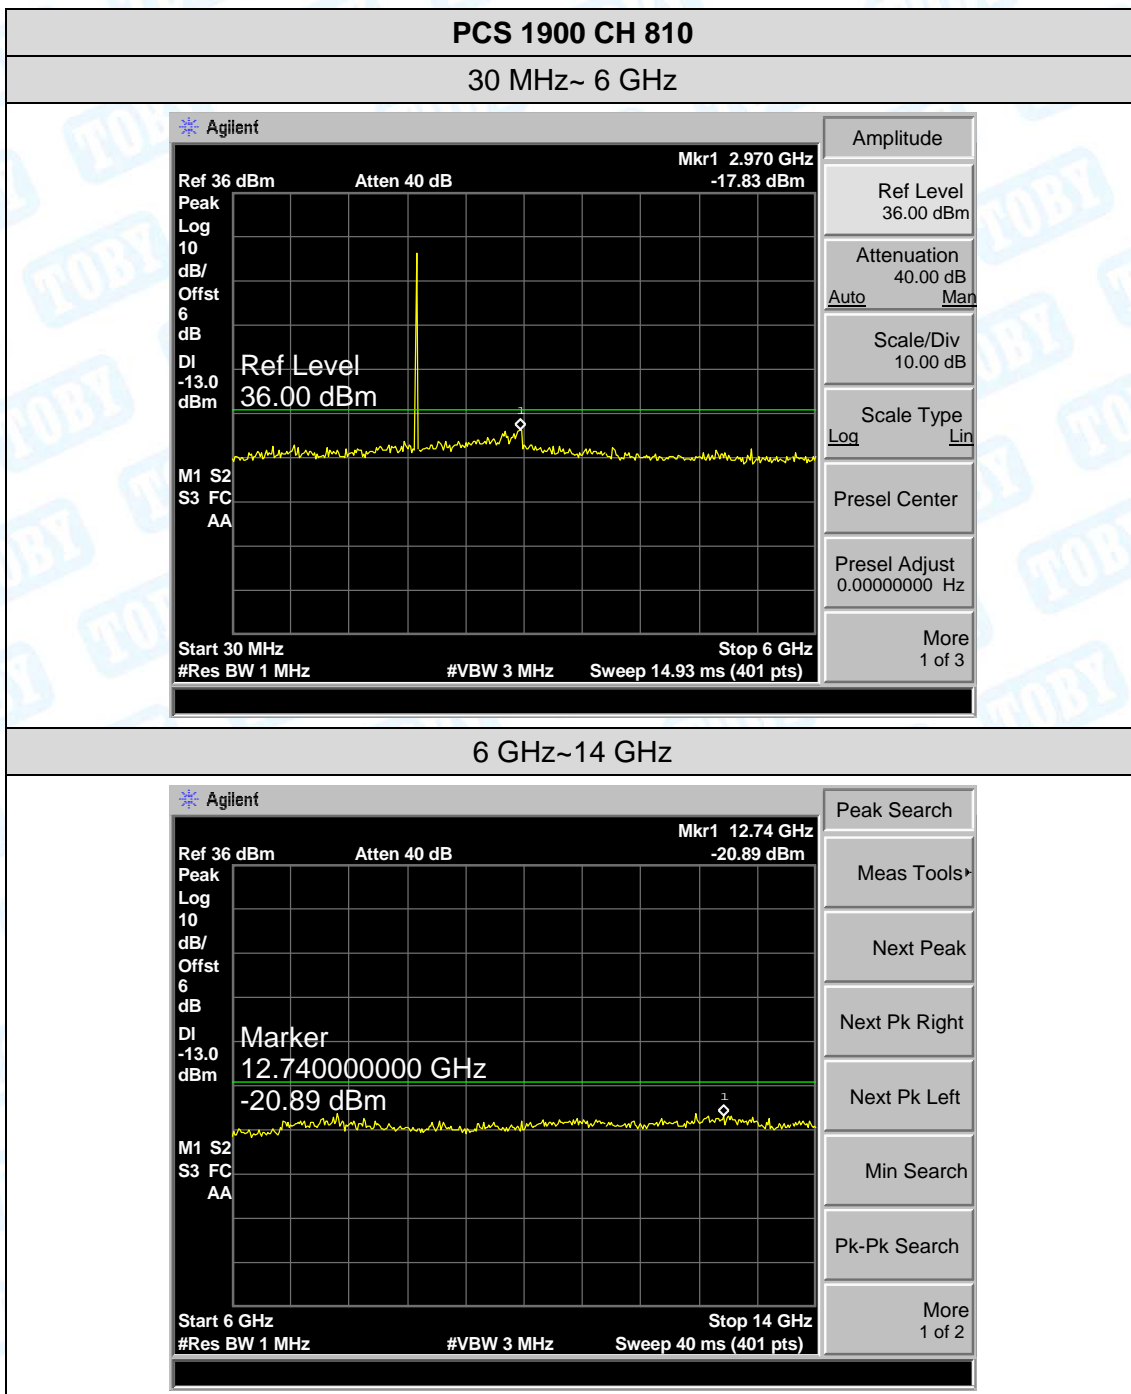 PCS 1900 CH 810
30 MHz~ 6 GHz
Agilent
Amplitude
Mkr1 2.970 GHz
Ref 36 dBm Atten 40 dB -17.83 dBm
Peak
Log
10
dB/
Offst
6
dB
DI
-13.0
dBm
Ref Level
36.00 dBm
1
M1 S2
S3 FC
AA
Start 30 MHz Stop 6 GHz
#Res BW 1 MHz #VBW 3 MHz Sweep 14.93 ms (401 pts)
Ref Level
36.00 dBm
Attenuation
40.00 dB
Auto Man
Scale/Div
10.00 dB
Scale Type
Log Lin
Presel Center
Presel Adjust
0.00000000 Hz
More
1 of 3
6 GHz~14 GHz
Agilent
Peak Search
Mkr1 12.74 GHz
Ref 36 dBm Atten 40 dB -20.89 dBm
Peak
Log
10
dB/
Offst
6
dB
DI
-13.0
dBm
Marker
12.740000000 GHz
-20.89 dBm
1
M1 S2
S3 FC
AA
Start 6 GHz Stop 14 GHz
#Res BW 1 MHz #VBW 3 MHz Sweep 40 ms (401 pts)
Meas Tools
Next Peak
Next Pk Right
Next Pk Left
Min Search
Pk-Pk Search
More
1 of 2
TOBY